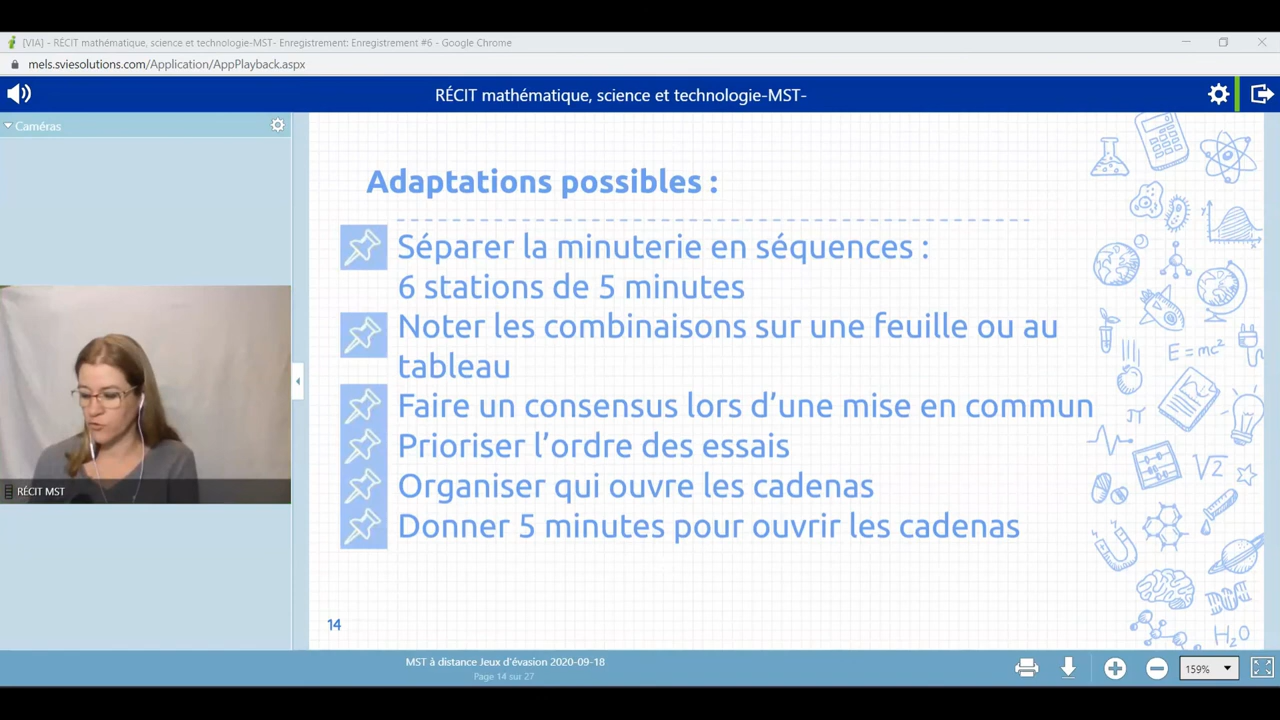 [VIA] - RÉCIT mathématique, science et technologie-MST- Enregistrement: Enregistrement #6 - Google Chrome
mels.sviesolutions.com/Application/AppPlayback.aspx
RÉCIT mathématique, science et technologie-MST-
Caméras
Adaptations possibles :
Séparer la minuterie en séquences :
6 stations de 5 minutes
Noter les combinaisons sur une feuille ou au
tableau
Faire un consensus lors d’une mise en commun
Prioriser l’ordre des essais
Organiser qui ouvre les cadenas
Donner 5 minutes pour ouvrir les cadenas
E=mc²
π
√2
H₂O
RÉCIT MST
14
MST à distance Jeux d'évasion 2020-09-18
Page 14 sur 27
159%